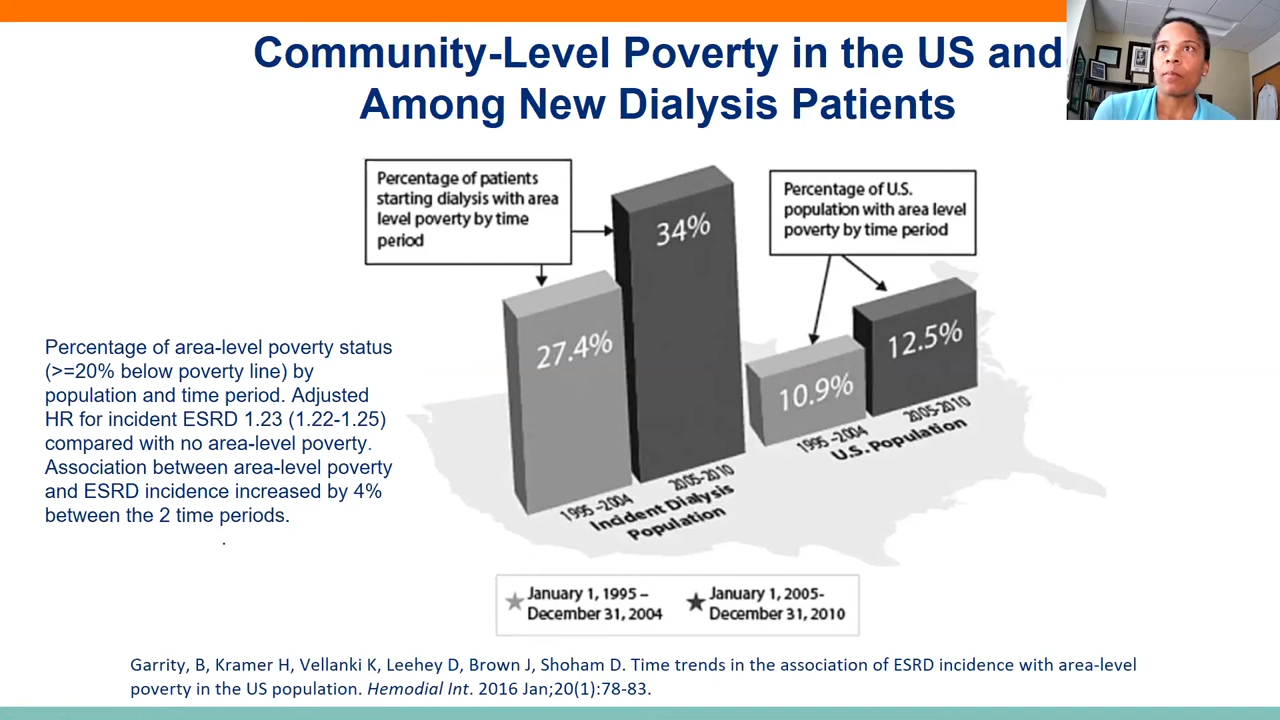 Community-Level Poverty in the US and
Among New Dialysis Patients
Percentage of patients
starting dialysis with area
level poverty by time
period
34%
27.4%
Percentage of U.S.
population with area level
poverty by time period
12.5%
10.9%
1995–2004
2005-2010
Incident Dialysis
Population
1995–2004
2005-2010
U.S. Population
Percentage of area-level poverty status
(>=20% below poverty line) by
population and time period. Adjusted
HR for incident ESRD 1.23 (1.22-1.25)
compared with no area-level poverty.
Association between area-level poverty
and ESRD incidence increased by 4%
between the 2 time periods.
.
January 1, 1995 –
December 31, 2004
January 1, 2005-
December 31, 2010
Garrity, B, Kramer H, Vellanki K, Leehey D, Brown J, Shoham D. Time trends in the association of ESRD incidence with area-level
poverty in the US population. Hemodial Int. 2016 Jan;20(1):78-83.